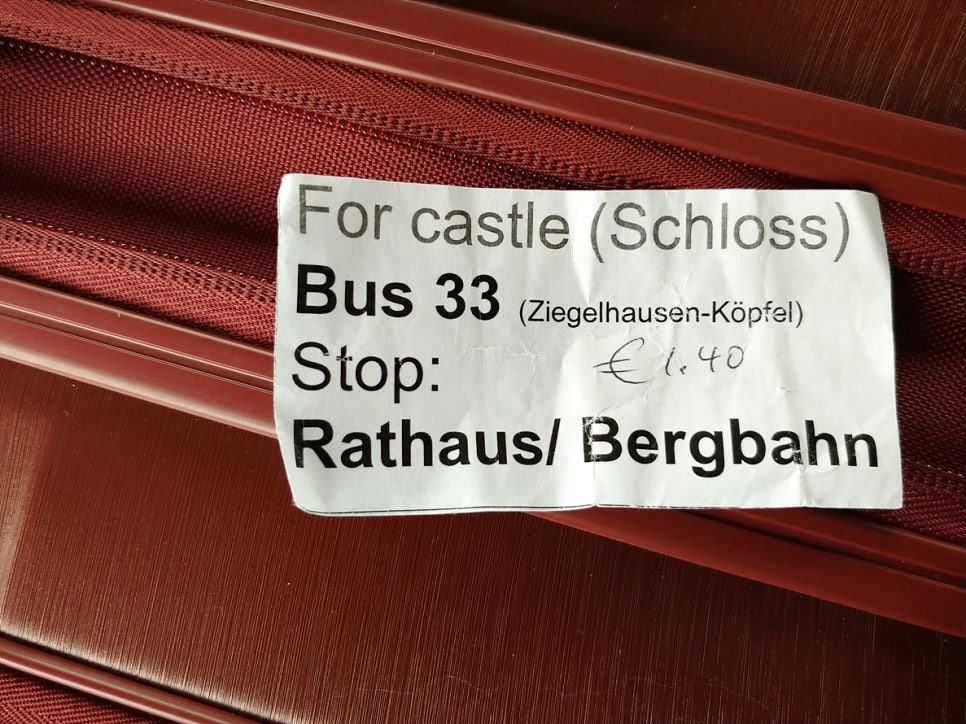 For castle (Schloss)
Bus 33 (Ziegelhausen-Köpfel)
Stop: € 1.40
Rathaus/ Bergbahn